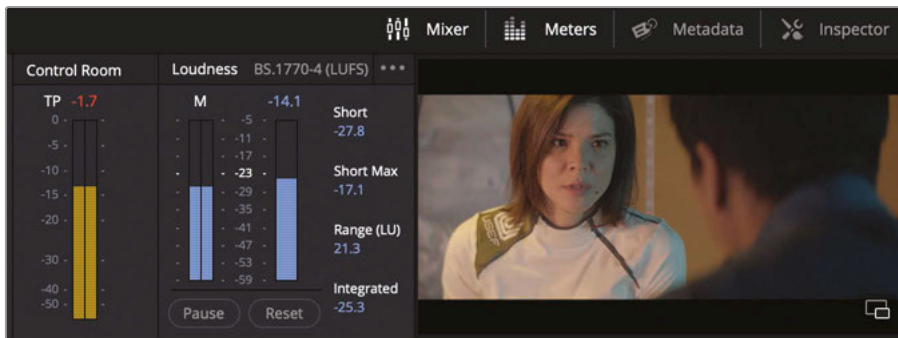 Mixer Meters Metadata Inspector
Control Room
TP -1.7
0
-5
-10
-15
-20
-30
-40
-50
Loudness BS.1770-4 (LUFS) •••
M -14.1
-5
-11
-17
-23
-29
-35
-41
-47
-53
-59
Short
-27.8
Short Max
-17.1
Range (LU)
21.3
Integrated
-25.3
Pause Reset
USEF